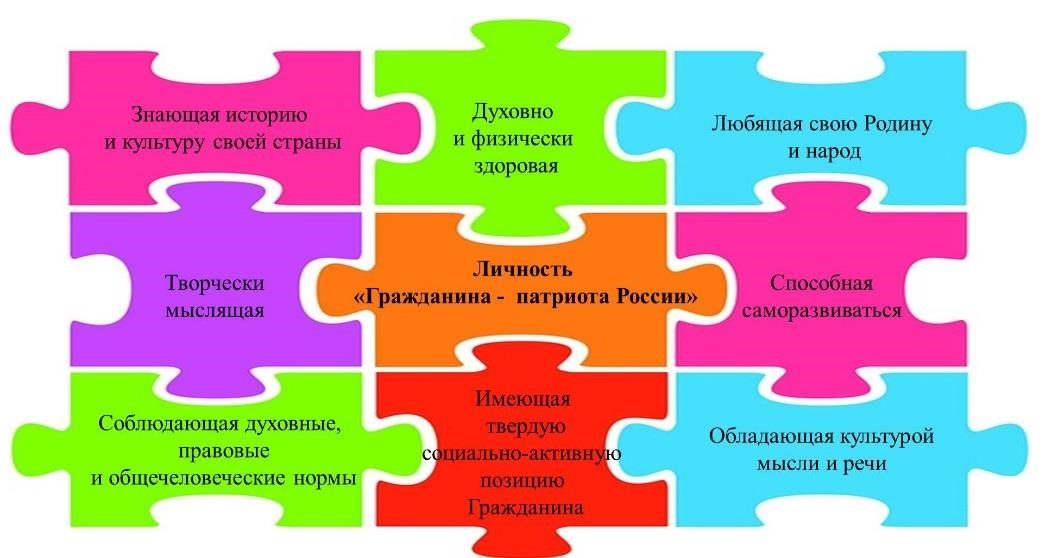 Знающая историю
и культуру своей страны
Духовно
и физически
здоровая
Любящая свою Родину
и народ
Творчески
мыслящая
Личность
«Гражданина - патриота России»
Способная
саморазвиваться
Соблюдающая духовные,
правовые
и общечеловеческие нормы
Имеющая
твердую
социально-активную
позицию
Гражданина
Обладающая культурой
мысли и речи